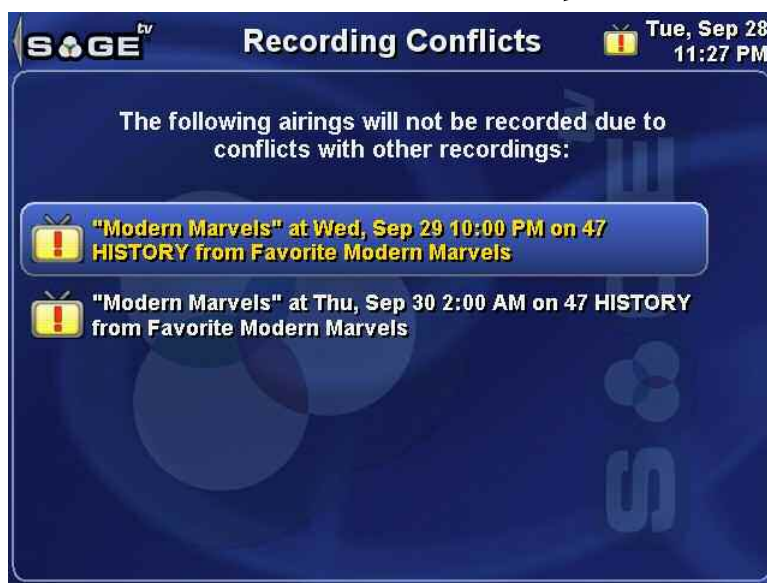 SAGE tv
Recording Conflicts
Tue, Sep 28
11:27 PM
The following airings will not be recorded due to
conflicts with other recordings:
"Modern Marvels" at Wed, Sep 29 10:00 PM on 47
HISTORY from Favorite Modern Marvels
"Modern Marvels" at Thu, Sep 30 2:00 AM on 47 HISTORY
from Favorite Modern Marvels
SAGE tv